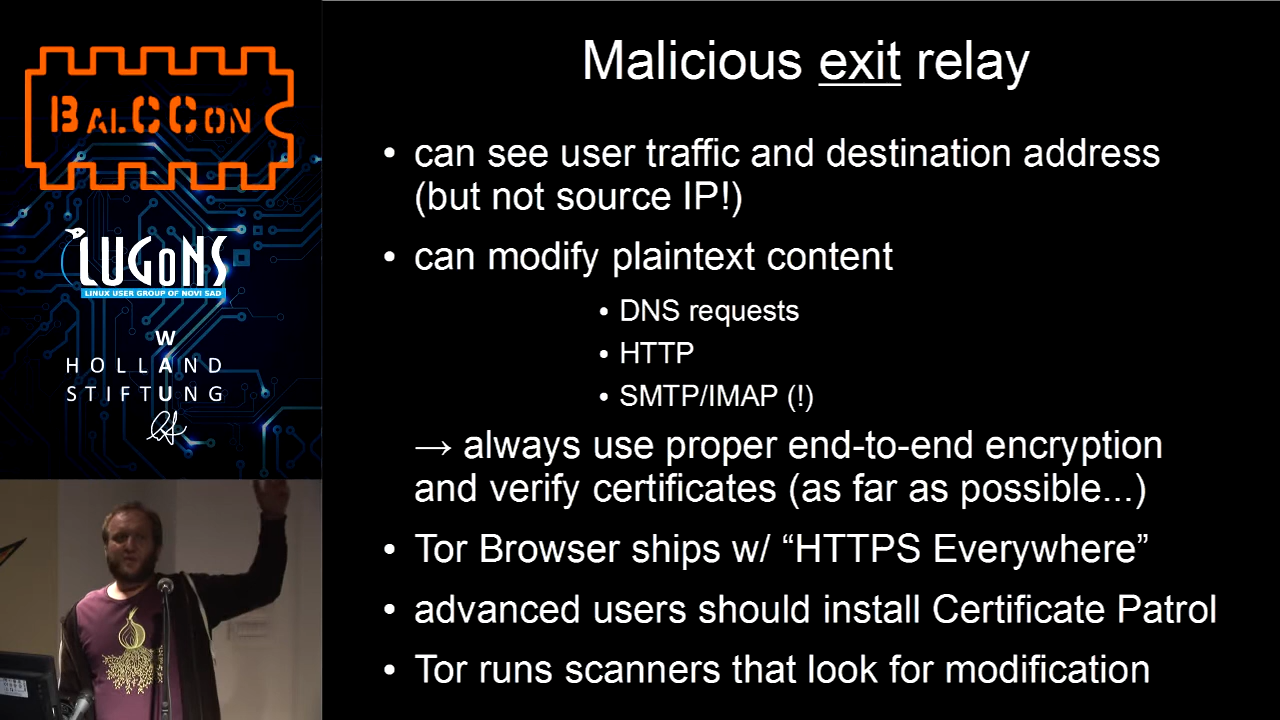 BALCCON
LUGONS
LINUX USER GROUP OF NOVI SAD
W
HOLLAND
STIFTUNG
Malicious exit relay
• can see user traffic and destination address
(but not source IP!)
• can modify plaintext content
• DNS requests
• HTTP
• SMTP/IMAP (!)
→ always use proper end-to-end encryption
and verify certificates (as far as possible...)
• Tor Browser ships w/ “HTTPS Everywhere”
• advanced users should install Certificate Patrol
• Tor runs scanners that look for modification